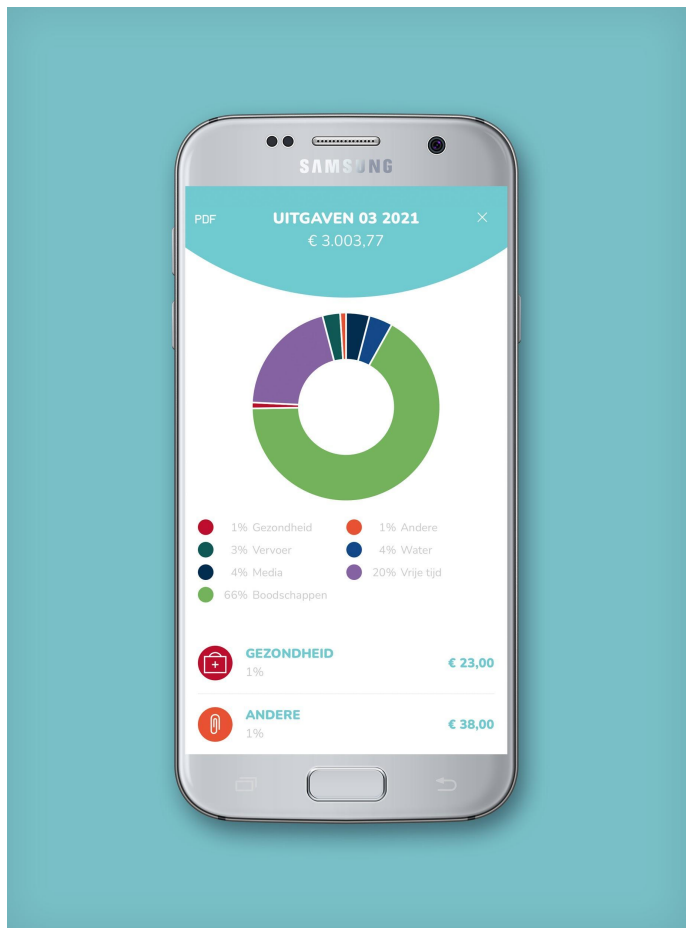 SAMSUNG
PDF
UITGAVEN 03 2021
€ 3.003,77
1% Gezondheid
1% Andere
3% Vervoer
4% Water
4% Media
20% Vrije tijd
66% Boodschappen
GEZONDHEID
€ 23,00
1%
ANDERE
€ 38,00
1%